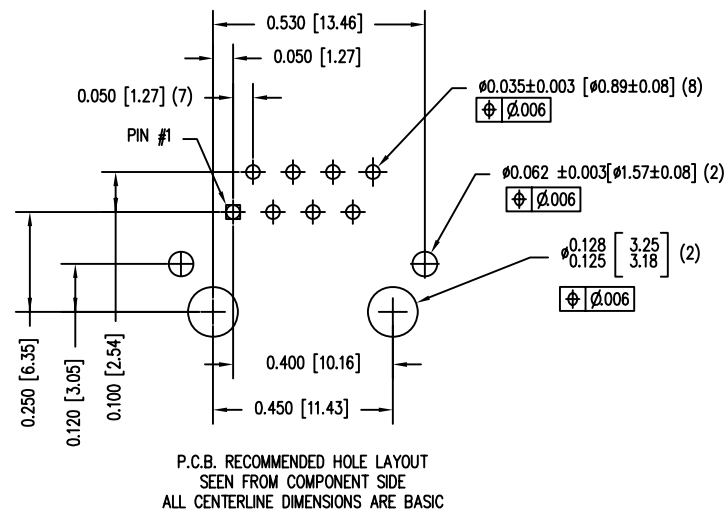 0.530 [13.46]
0.050 [1.27]
0.050 [1.27] (7)
ø0.035±0.003 [ø0.89±0.08] (8)
⌖ Ø.006
PIN #1
ø0.062 ±0.003[ø1.57±0.08] (2)
⌖ Ø.006
ø0.128 [ 3.25 ] (2)
0.125 3.18
⌖ Ø.006
0.250 [6.35]
0.120 [3.05]
0.100 [2.54]
0.400 [10.16]
0.450 [11.43]
P.C.B. RECOMMENDED HOLE LAYOUT
SEEN FROM COMPONENT SIDE
ALL CENTERLINE DIMENSIONS ARE BASIC